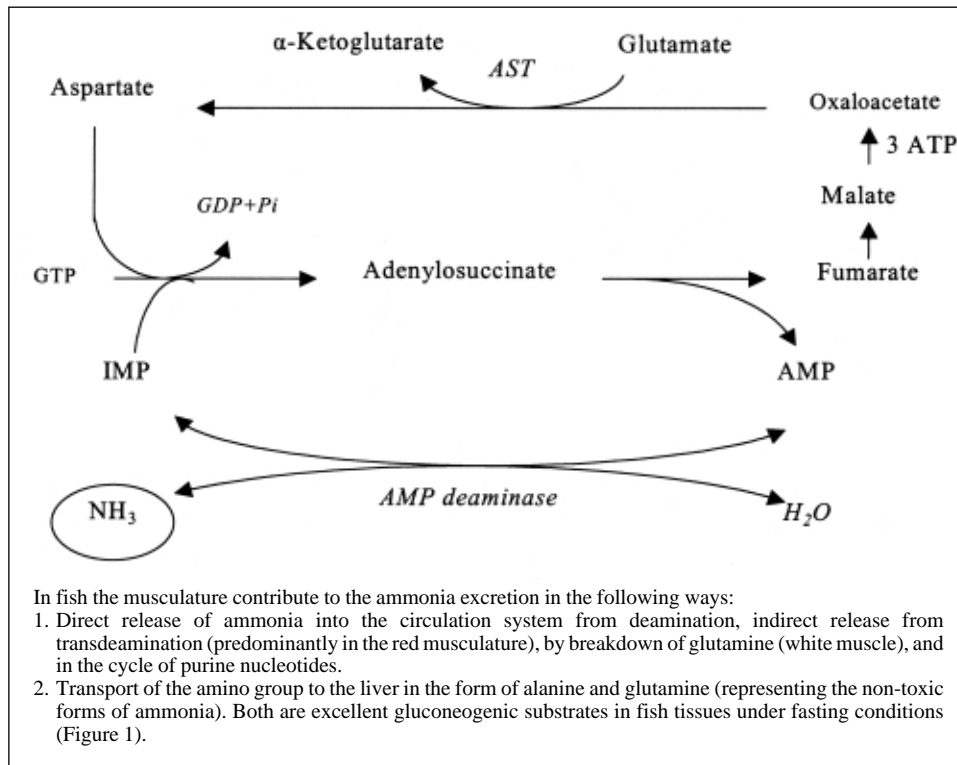 α-Ketoglutarate Glutamate
AST
Aspartate
Oxaloacetate
3 ATP
Malate
GDP+Pi
GTP Adenylosuccinate Fumarate
IMP AMP
AMP deaminase
NH₃ H₂O
In fish the musculature contribute to the ammonia excretion in the following ways:
1. Direct release of ammonia into the circulation system from deamination, indirect release from
transdeamination (predominantly in the red musculature), by breakdown of glutamine (white muscle), and
in the cycle of purine nucleotides.
2. Transport of the amino group to the liver in the form of alanine and glutamine (representing the non-toxic
forms of ammonia). Both are excellent gluconeogenic substrates in fish tissues under fasting conditions
(Figure 1).